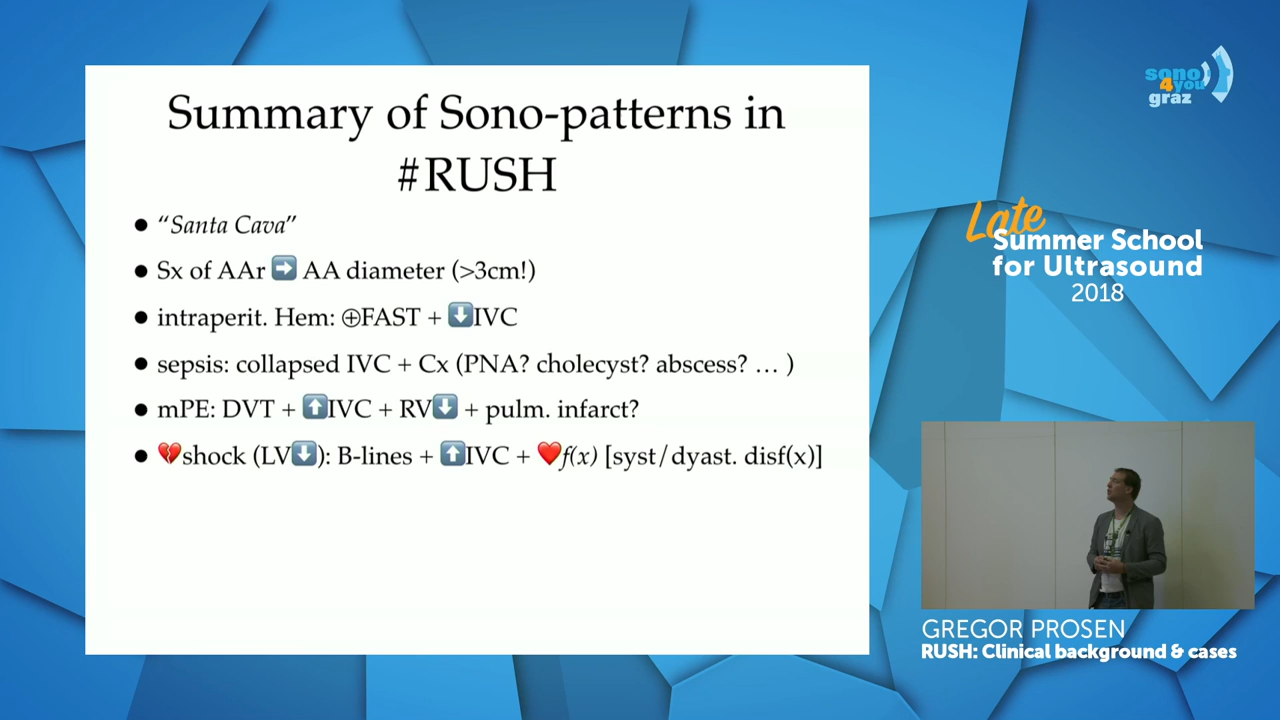 Summary of Sono-patterns in
#RUSH
● “Santa Cava”
● Sx of AAr ➡️ AA diameter (>3cm!)
● intraperit. Hem: ⊕FAST + ⬇️IVC
● sepsis: collapsed IVC + Cx (PNA? cholecyst? abscess? … )
● mPE: DVT + ⬆️IVC + RV⬇️ + pulm. infarct?
● 💔shock (LV⬇️): B-lines + ⬆️IVC + ❤️f(x) [syst/dyast. disf(x)]
sono
4you
graz
Late
Summer School
for Ultrasound
2018
GREGOR PROSEN
RUSH: Clinical background & cases